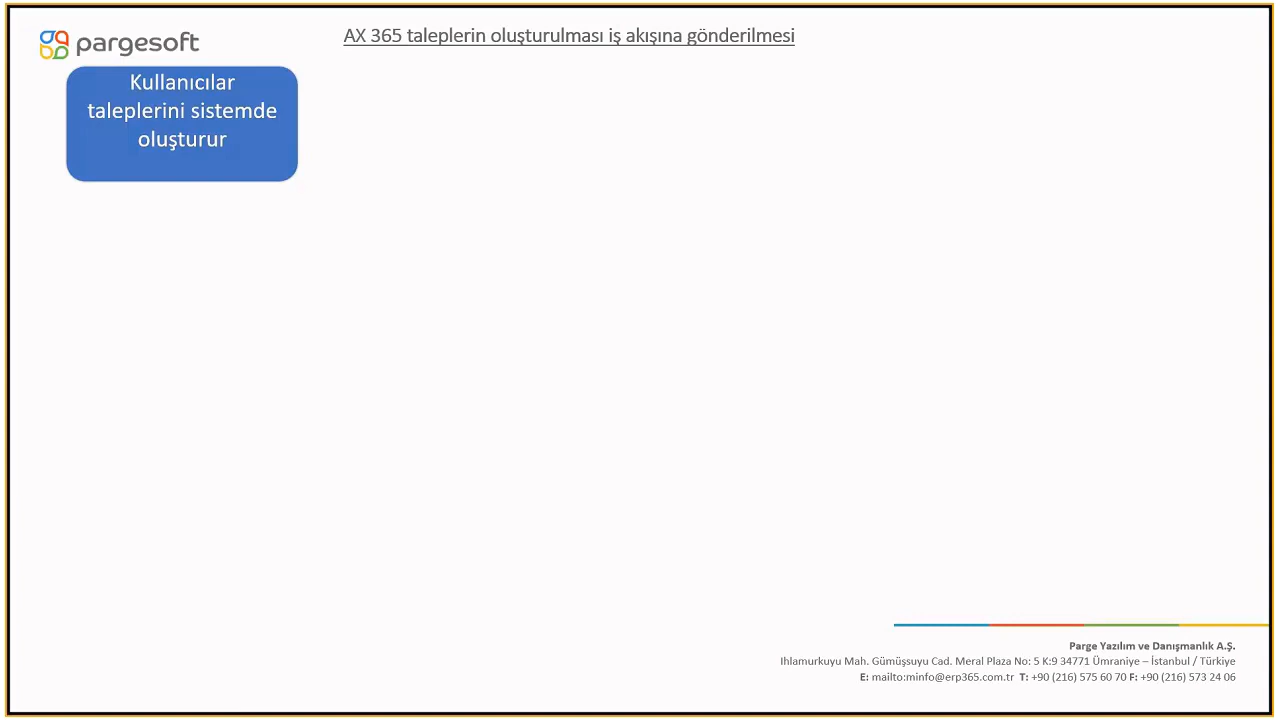 pargesoft
AX 365 taleplerin oluşturulması iş akışına gönderilmesi
Kullanıcılar
taleplerini sistemde
oluşturur
Parge Yazılım ve Danışmanlık A.Ş.
Ihlamurkuyu Mah. Gümüşsuyu Cad. Meral Plaza No: 5 K:9 34771 Ümraniye – İstanbul / Türkiye
E: mailto:minfo@erp365.com.tr T: +90 (216) 575 60 70 F: +90 (216) 573 24 06